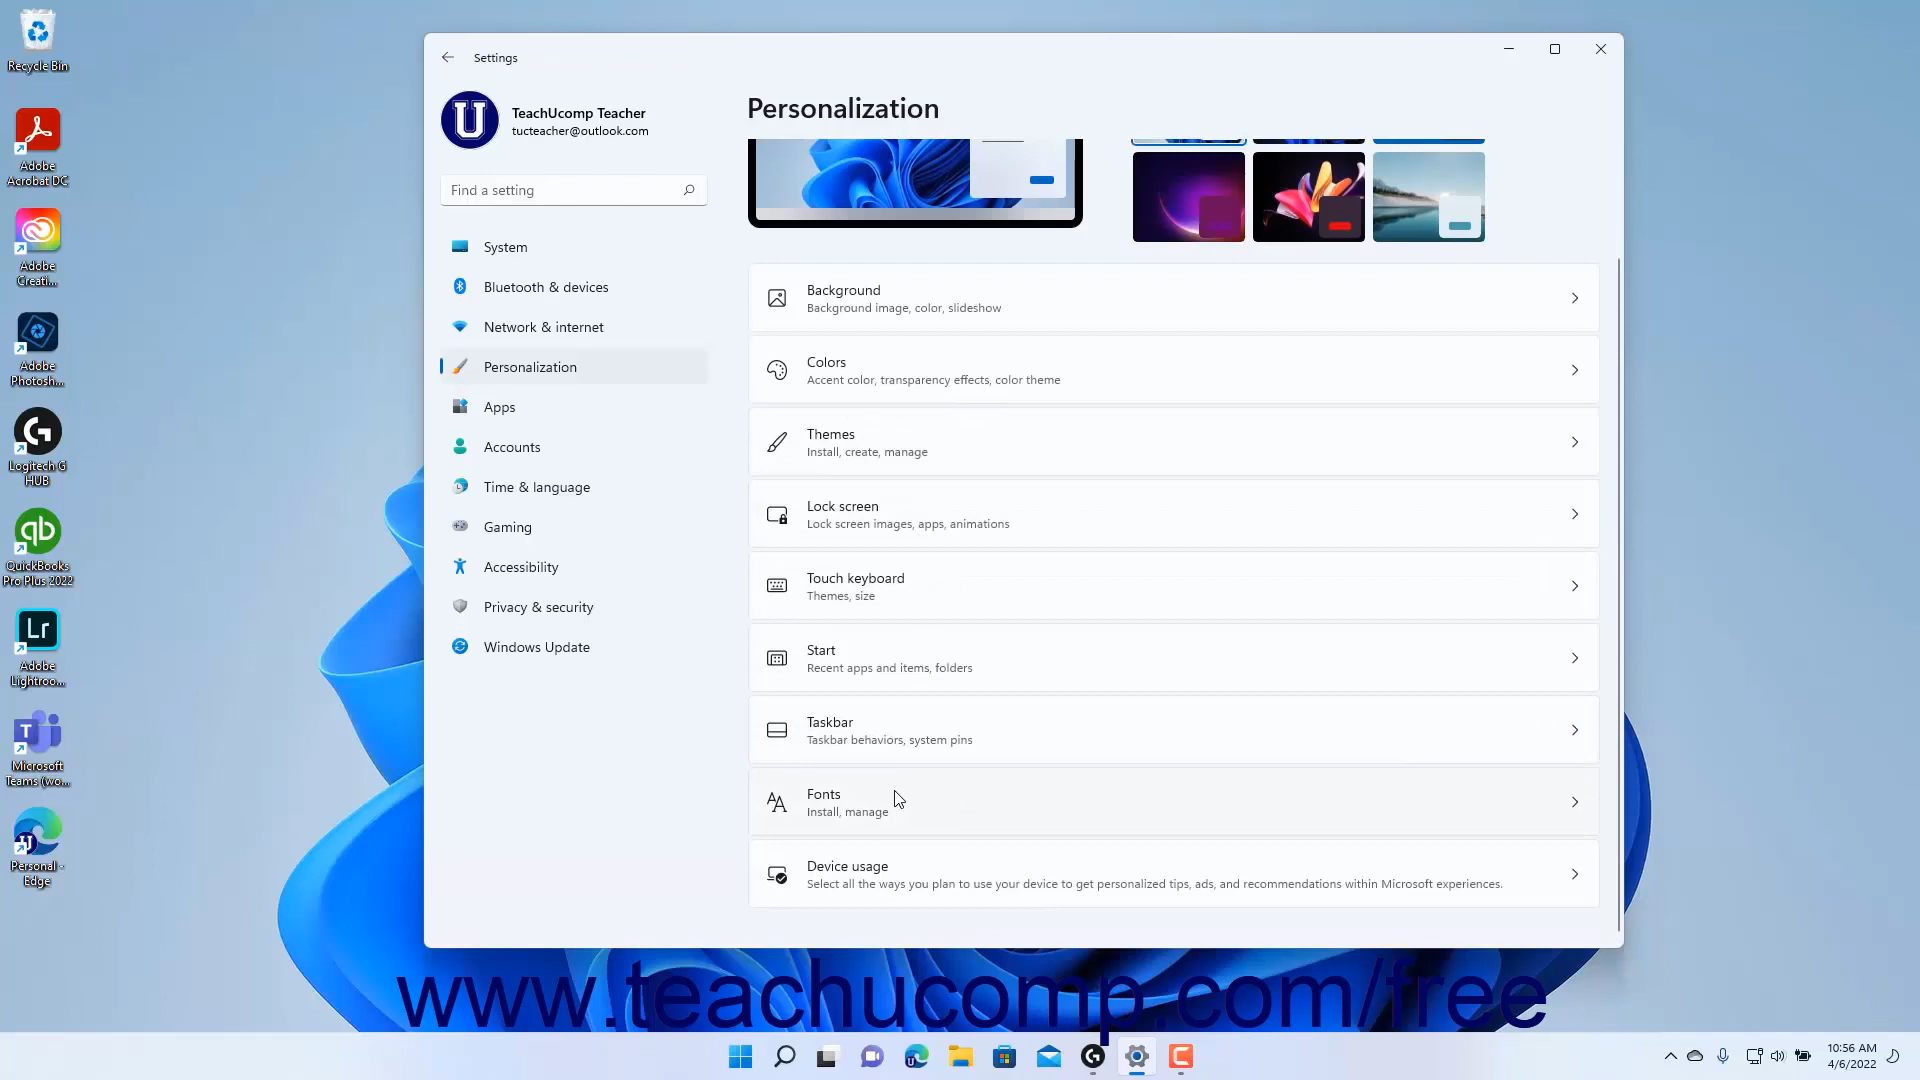 Recycle Bin
Adobe
Acrobat DC
Adobe
Creati...
Adobe
Photosh...
Logitech G
HUB
QuickBooks
Pro Plus 2022
Lr
Adobe
Lightroo...
Microsoft
Teams (wo...
Personal -
Edge
Settings
TeachUcomp Teacher
tucteacher@outlook.com
Find a setting
System
Bluetooth & devices
Network & internet
Personalization
Apps
Accounts
Time & language
Gaming
Accessibility
Privacy & security
Windows Update
Personalization
Background
Background image, color, slideshow
Colors
Accent color, transparency effects, color theme
Themes
Install, create, manage
Lock screen
Lock screen images, apps, animations
Touch keyboard
Themes, size
Start
Recent apps and items, folders
Taskbar
Taskbar behaviors, system pins
Fonts
Install, manage
Device usage
Select all the ways you plan to use your device to get personalized tips, ads, and recommendations within Microsoft experiences.
www.teachucomp.com/free
10:56 AM
4/6/2022